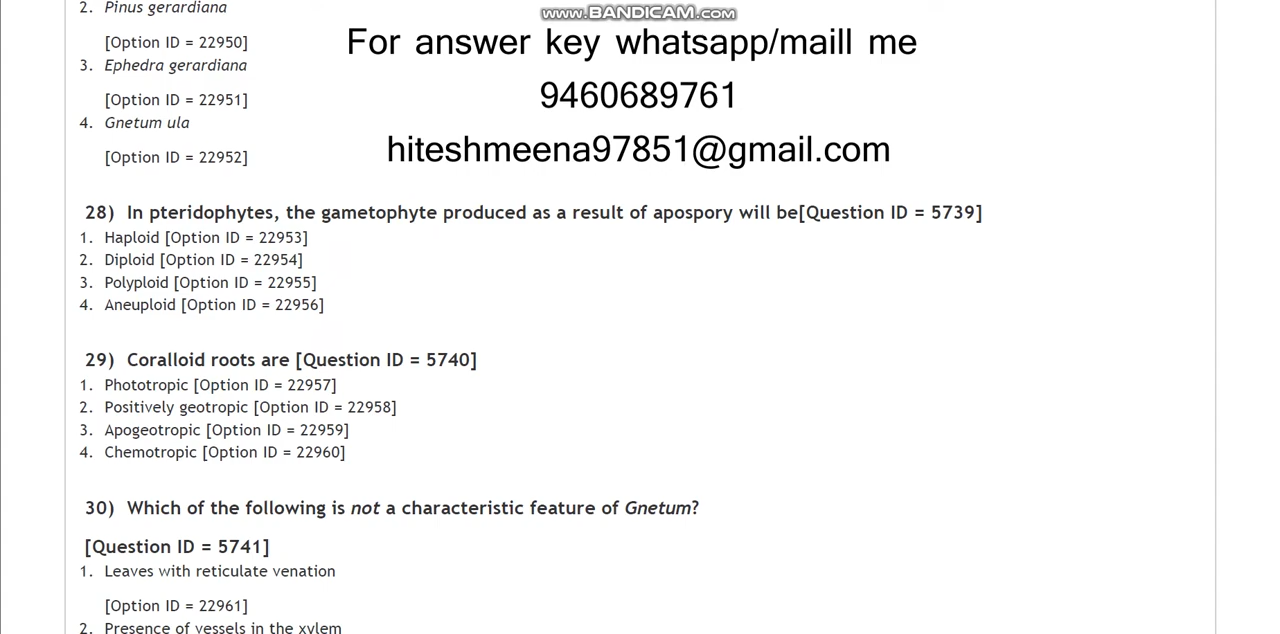 2. Pinus gerardiana
www.BANDICAM.com
[Option ID = 22950]
For answer key whatsapp/maill me
3. Ephedra gerardiana
9460689761
[Option ID = 22951]
4. Gnetum ula
hiteshmeena97851@gmail.com
[Option ID = 22952]
28) In pteridophytes, the gametophyte produced as a result of apospory will be[Question ID = 5739]
1. Haploid [Option ID = 22953]
2. Diploid [Option ID = 22954]
3. Polyploid [Option ID = 22955]
4. Aneuploid [Option ID = 22956]
29) Coralloid roots are [Question ID = 5740]
1. Phototropic [Option ID = 22957]
2. Positively geotropic [Option ID = 22958]
3. Apogeotropic [Option ID = 22959]
4. Chemotropic [Option ID = 22960]
30) Which of the following is not a characteristic feature of Gnetum?
[Question ID = 5741]
1. Leaves with reticulate venation
[Option ID = 22961]
2. Presence of vessels in the xylem